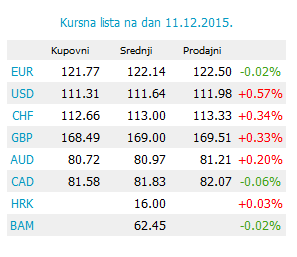 Kursna lista na dan 11.12.2015.
Kupovni Srednji Prodajni
EUR 121.77 122.14 122.50 -0.02%
USD 111.31 111.64 111.98 +0.57%
CHF 112.66 113.00 113.33 +0.34%
GBP 168.49 169.00 169.51 +0.33%
AUD 80.72 80.97 81.21 +0.20%
CAD 81.58 81.83 82.07 -0.06%
HRK 16.00 +0.03%
BAM 62.45 -0.02%